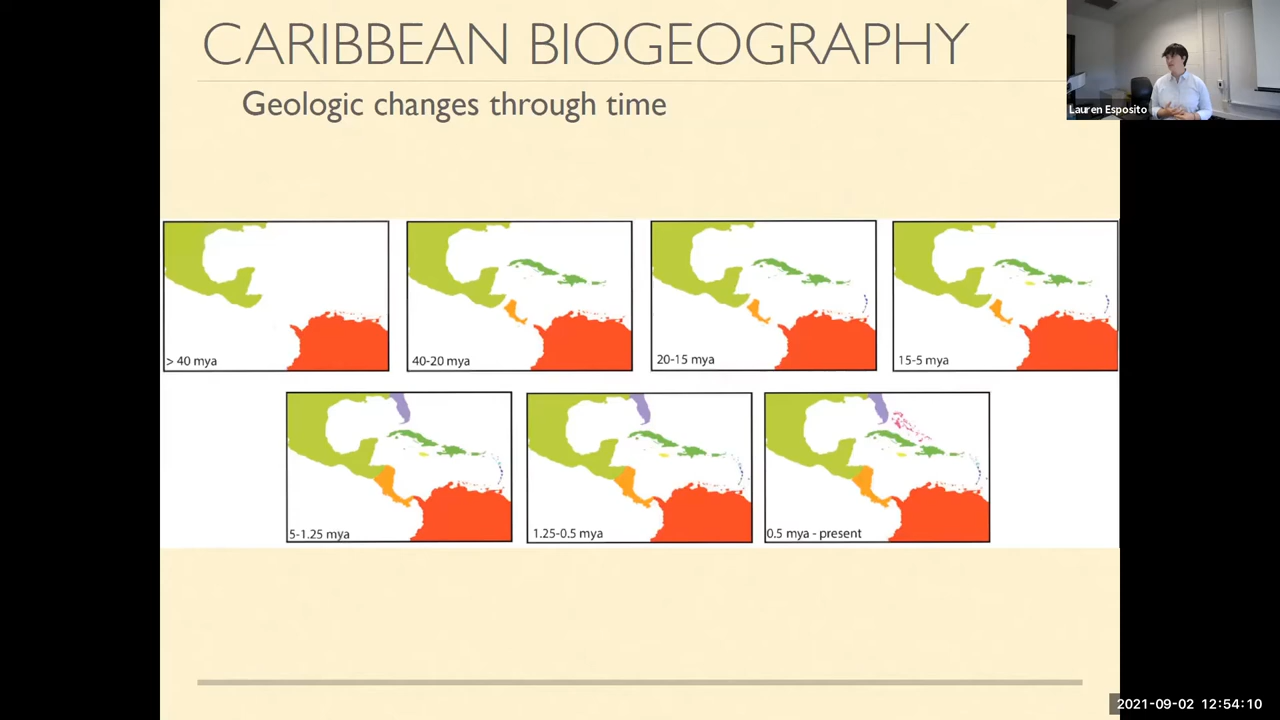 CARIBBEAN BIOGEOGRAPHY
Geologic changes through time
Lauren Esposito
> 40 mya
40-20 mya
20-15 mya
15-5 mya
5-1.25 mya
1.25-0.5 mya
0.5 mya - present
2021-09-02 12:54:10